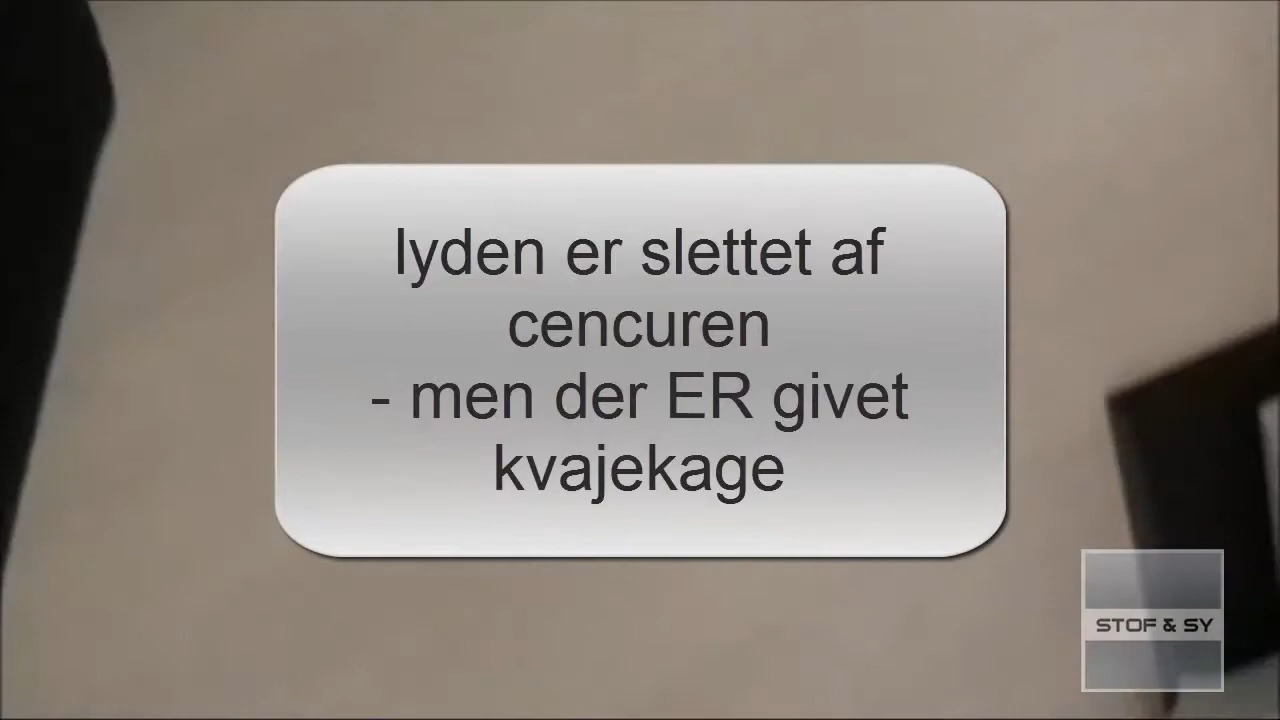 lyden er slettet af
cencuren
- men der ER givet
kvajekage
STOF & SY